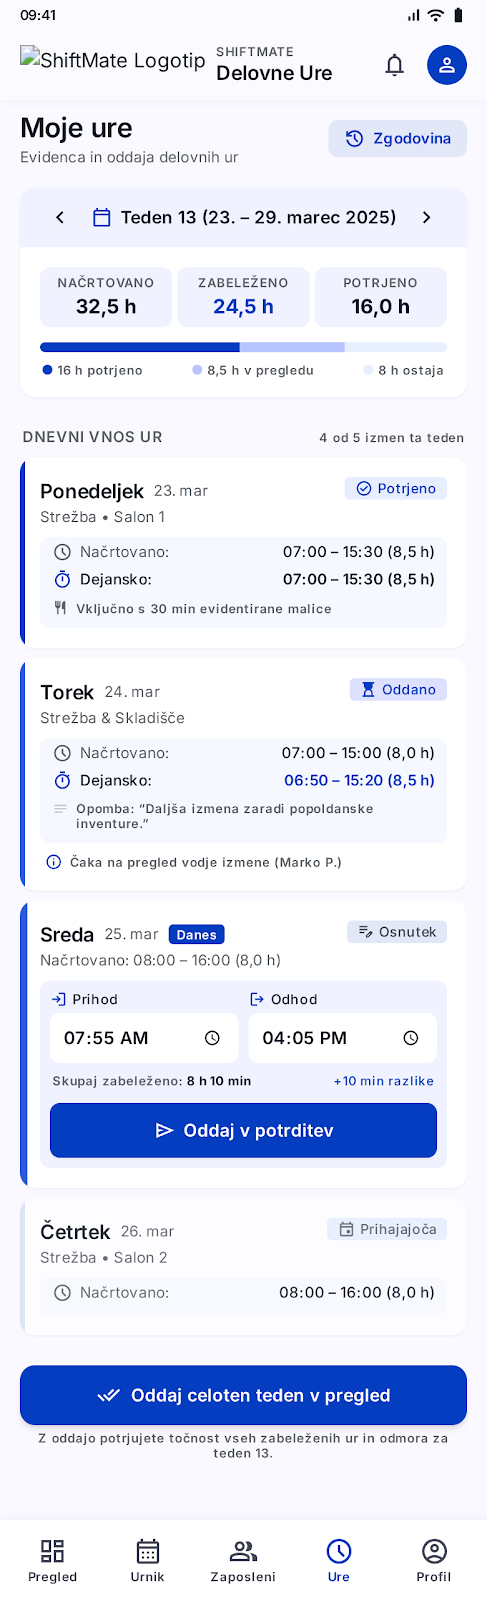 09:41
ShiftMate Logotip
SHIFTMATE
Delovne Ure
Moje ure
Evidenca in oddaja delovnih ur
Zgodovina
Teden 13 (23. – 29. marec 2025)
NAČRTOVANO
32,5 h
ZABELEŽENO
24,5 h
POTRJENO
16,0 h
16 h potrjeno
8,5 h v pregledu
8 h ostaja
DNEVNI VNOS UR
4 od 5 izmen ta teden
Ponedeljek 23. mar
Potrjeno
Strežba • Salon 1
Načrtovano: 07:00 – 15:30 (8,5 h)
Dejansko: 07:00 – 15:30 (8,5 h)
Vključno s 30 min evidentirane malice
Torek 24. mar
Oddano
Strežba & Skladišče
Načrtovano: 07:00 – 15:00 (8,0 h)
Dejansko: 06:50 – 15:20 (8,5 h)
Opomba: “Daljša izmena zaradi popoldanske
inventure.”
Čaka na pregled vodje izmene (Marko P.)
Sreda 25. mar Danes
Osnutek
Načrtovano: 08:00 – 16:00 (8,0 h)
Prihod
Odhod
07:55 AM
04:05 PM
Skupaj zabeleženo: 8 h 10 min
+10 min razlike
Oddaj v potrditev
Četrtek 26. mar
Prihajajoča
Strežba • Salon 2
Načrtovano: 08:00 – 16:00 (8,0 h)
Oddaj celoten teden v pregled
Z oddajo potrjujete točnost vseh zabeleženih ur in odmora za
teden 13.
Pregled
Urnik
Zaposleni
Ure
Profil